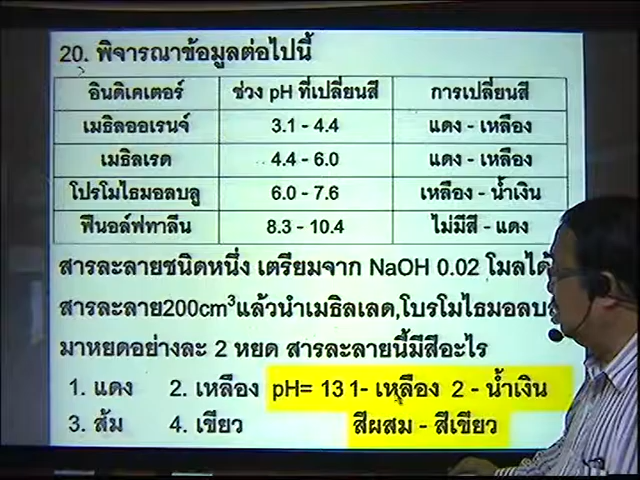 20. พิจารณาข้อมูลต่อไปนี้
อินดิเคเตอร์ ช่วง pH ที่เปลี่ยนสี การเปลี่ยนสี
เมธิลออเรนจ์ 3.1 - 4.4 แดง - เหลือง
เมธิลเรด 4.4 - 6.0 แดง - เหลือง
โปรโมไธมอลบลู 6.0 - 7.6 เหลือง - น้ำเงิน
ฟีนอล์ฟทาลีน 8.3 - 10.4 ไม่มีสี - แดง
สารละลายชนิดหนึ่ง เตรียมจาก NaOH 0.02 โมลได้
สารละลาย200cm³แล้วนำเมธิลเลด,โบรโมไธมอลบ
มาหยดอย่างละ 2 หยด สารละลายนี้มีสีอะไร
1. แดง 2. เหลือง pH= 13 1- เหลือง 2 - น้ำเงิน
3. ส้ม 4. เขียว สีผสม - สีเขียว